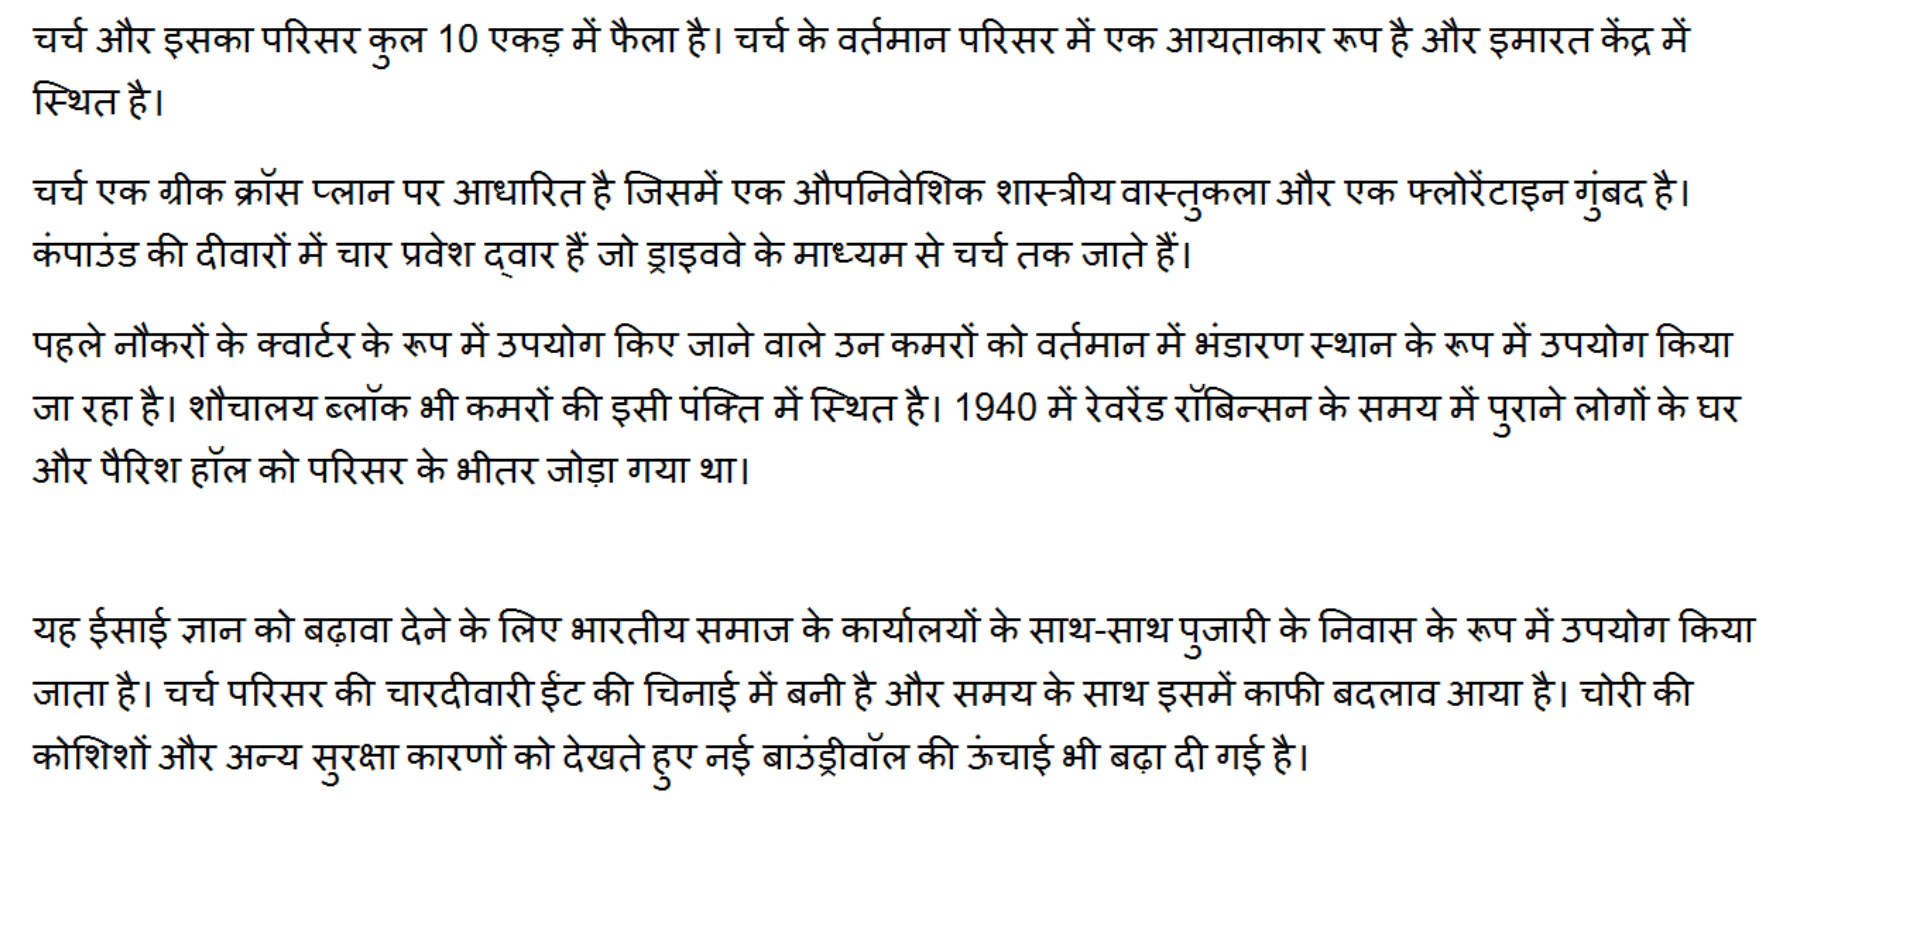 चर्च और इसका परिसर कुल 10 एकड़ में फैला है। चर्च के वर्तमान परिसर में एक आयताकार रूप है और इमारत केंद्र में
स्थित है।
चर्च एक ग्रीक क्रॉस प्लान पर आधारित है जिसमें एक औपनिवेशिक शास्त्रीय वास्तुकला और एक फ्लोरेंटाइन गुंबद है।
कंपाउंड की दीवारों में चार प्रवेश द्वार हैं जो ड्राइववे के माध्यम से चर्च तक जाते हैं।
पहले नौकरों के क्वार्टर के रूप में उपयोग किए जाने वाले उन कमरों को वर्तमान में भंडारण स्थान के रूप में उपयोग किया
जा रहा है। शौचालय ब्लॉक भी कमरों की इसी पंक्ति में स्थित है। 1940 में रेवरेंड रॉबिन्सन के समय में पुराने लोगों के घर
और पैरिश हॉल को परिसर के भीतर जोड़ा गया था।
यह ईसाई ज्ञान को बढ़ावा देने के लिए भारतीय समाज के कार्यालयों के साथ-साथ पुजारी के निवास के रूप में उपयोग किया
जाता है। चर्च परिसर की चारदीवारी ईंट की चिनाई में बनी है और समय के साथ इसमें काफी बदलाव आया है। चोरी की
कोशिशों और अन्य सुरक्षा कारणों को देखते हुए नई बाउंड्रीवॉल की ऊंचाई भी बढ़ा दी गई है।